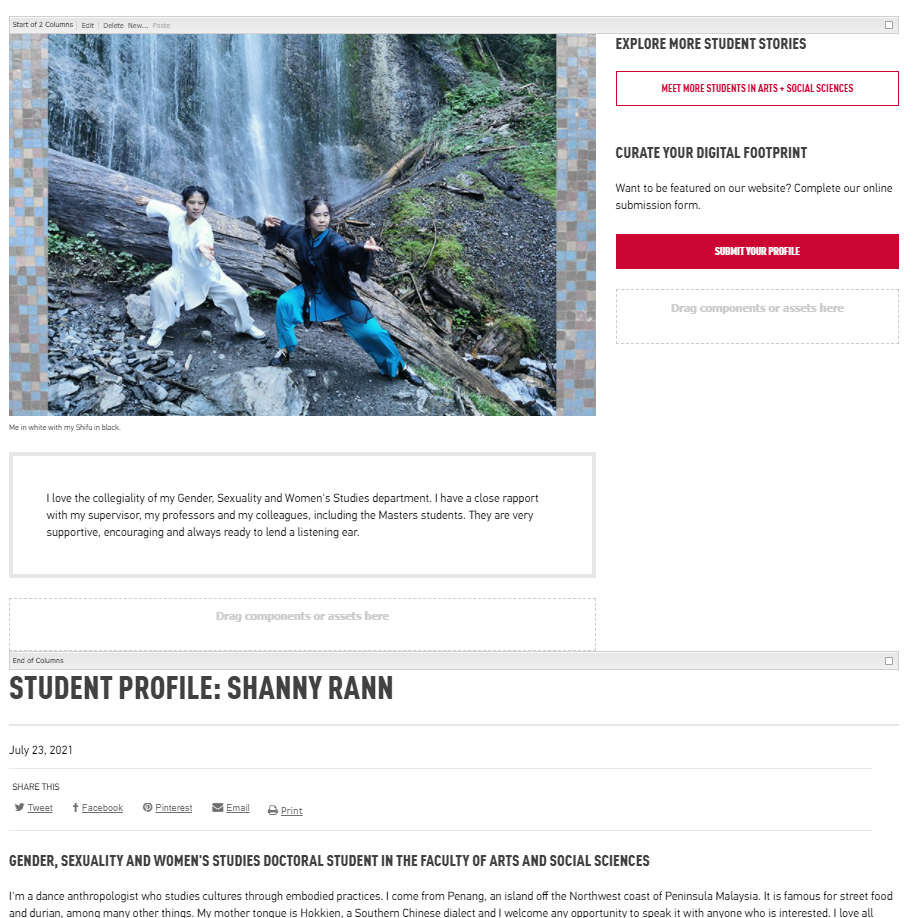 Start of 2 Columns Edit Delete New... Paste
EXPLORE MORE STUDENT STORIES
MEET MORE STUDENTS IN ARTS + SOCIAL SCIENCES
CURATE YOUR DIGITAL FOOTPRINT
Want to be featured on our website? Complete our online
submission form.
SUBMIT YOUR PROFILE
Drag components or assets here
Me in white with my Shifu in black.
I love the collegiality of my Gender, Sexuality and Women's Studies department. I have a close rapport
with my supervisor, my professors and my colleagues, including the Masters students. They are very
supportive, encouraging and always ready to lend a listening ear.
Drag components or assets here
End of Columns
STUDENT PROFILE: SHANNY RANN
July 23, 2021
SHARE THIS
Tweet Facebook Pinterest Email Print
GENDER, SEXUALITY AND WOMEN'S STUDIES DOCTORAL STUDENT IN THE FACULTY OF ARTS AND SOCIAL SCIENCES
I'm a dance anthropologist who studies cultures through embodied practices. I come from Penang, an island off the Northwest coast of Peninsula Malaysia. It is famous for street food
and durian, among many other things. My mother tongue is Hokkien, a Southern Chinese dialect and I welcome any opportunity to speak it with anyone who is interested. I love all